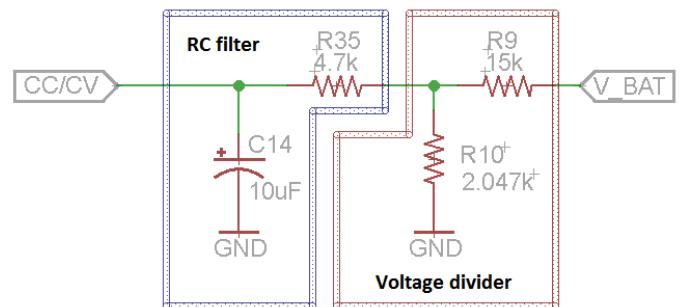 RC filter
R35
4.7k
R9
15k
CC/CV
V_BAT
C14
10uF
R10
2.047k
GND
GND
Voltage divider